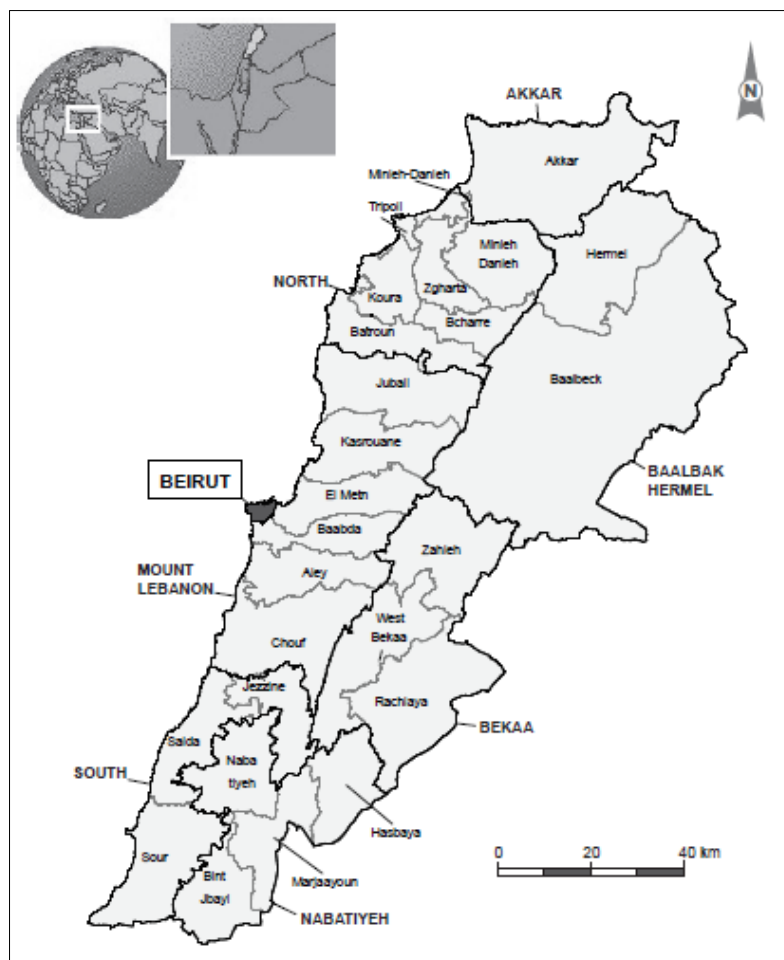 N
AKKAR
Akkar
Minieh-Danieh
Tripoli
Minieh
Danieh
Hermel
NORTH
Koura
Zgharta
Bcharre
Batroun
Jubail
Baalbeck
Kasrouane
BEIRUT
El Metn
BAALBAK
HERMEL
Baabda
Zahleh
MOUNT
LEBANON
Aley
West
Bekaa
Chouf
Jezzine
Rachiaya
BEKAA
Saida
Naba
tiyeh
SOUTH
Hasbaya
Sour
Bint
Jbayl
Marjaayoun
NABATIYEH
0 20 40 km